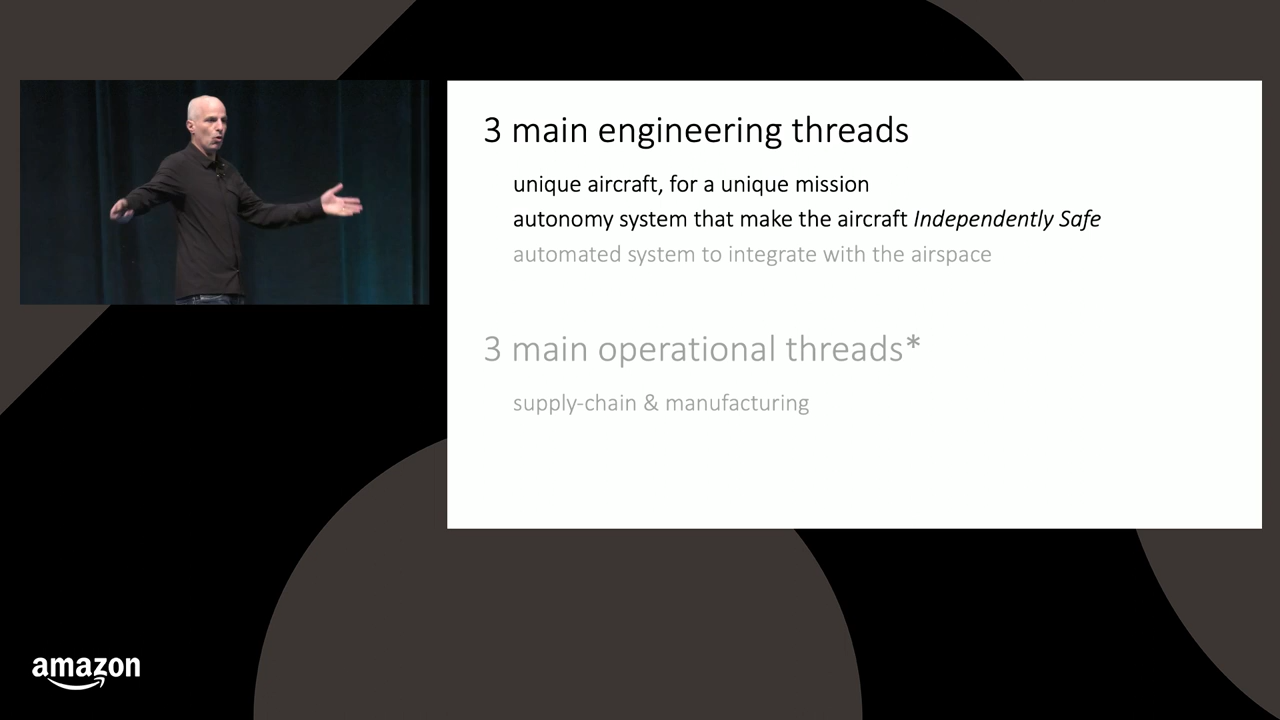 3 main engineering threads
unique aircraft, for a unique mission
autonomy system that make the aircraft Independently Safe
automated system to integrate with the airspace
3 main operational threads*
supply-chain & manufacturing
amazon